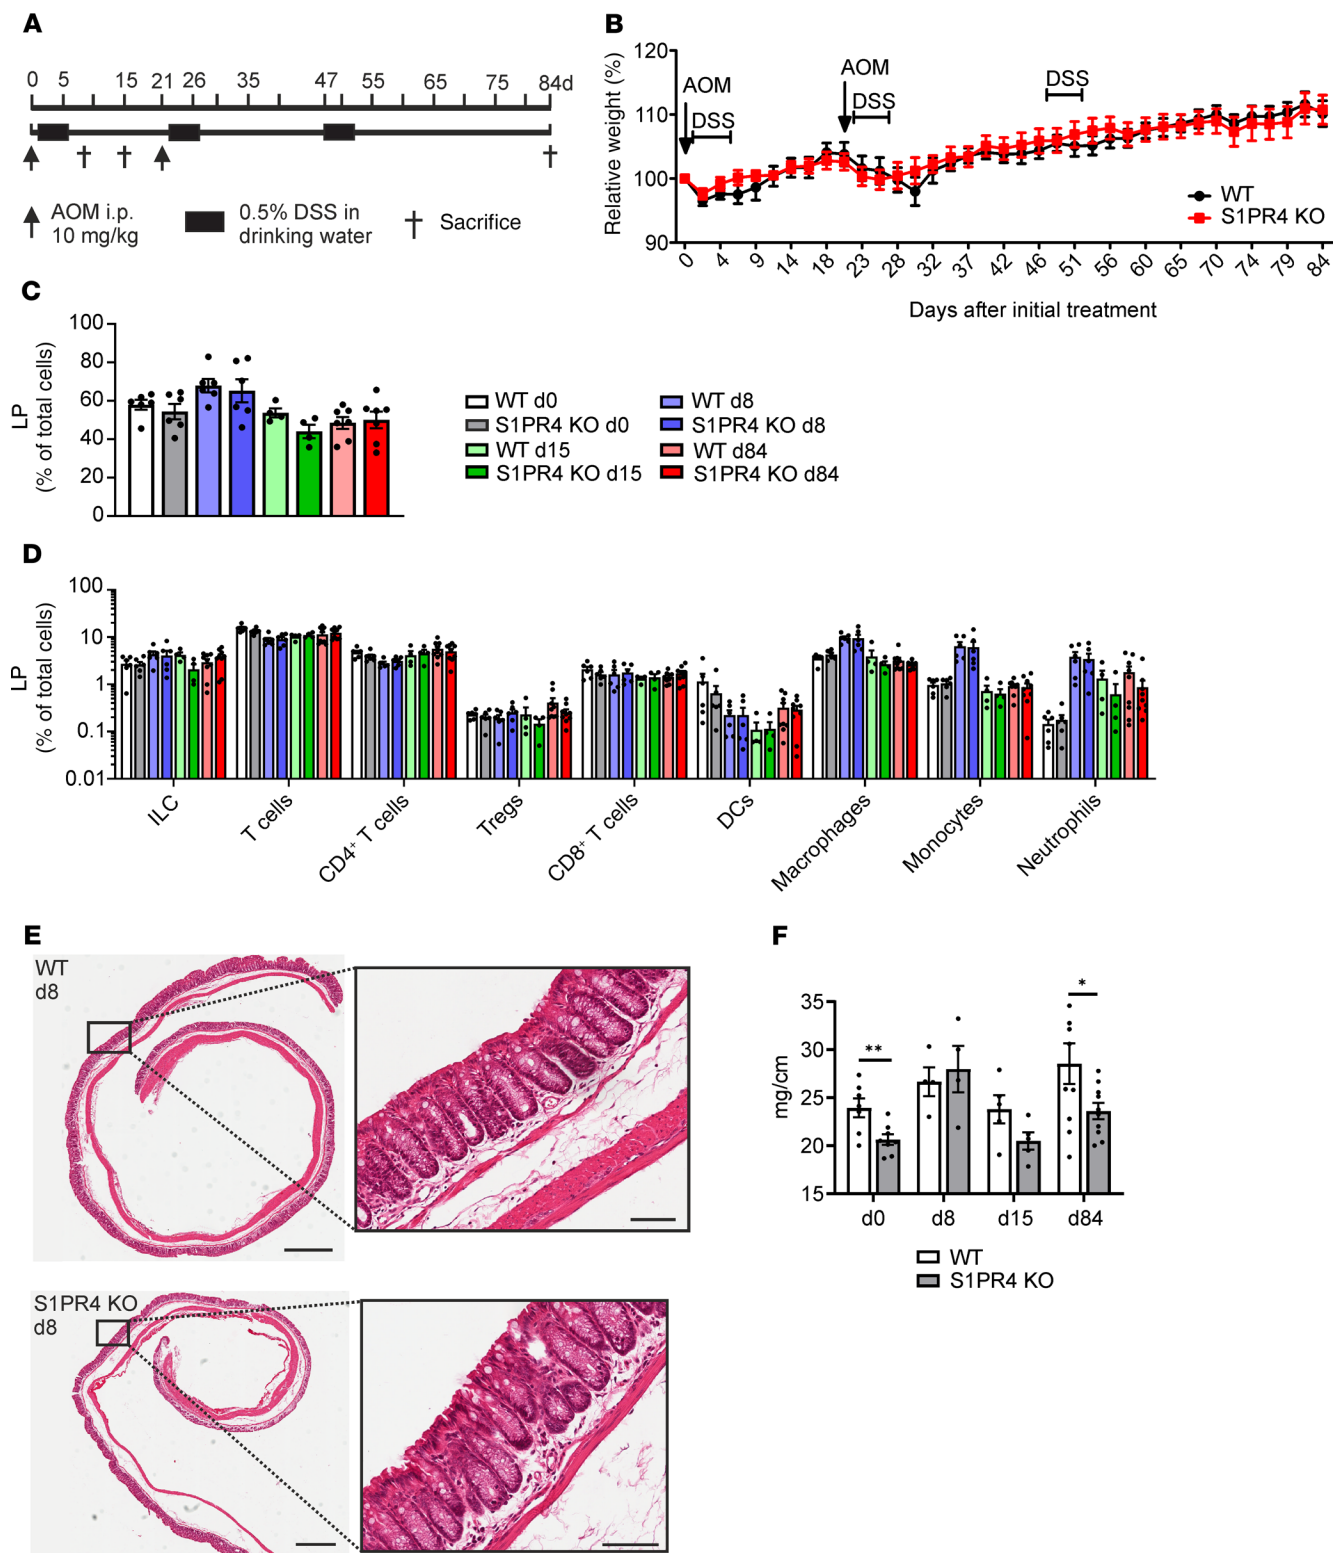 A
0 5 15 21 26 35 47 55 65 75 84d
AOM i.p.
10 mg/kg
0.5% DSS in
drinking water
Sacrifice
B
Relative weight (%)
120
110
100
90
AOM
DSS
AOM
DSS
DSS
WT
S1PR4 KO
0 4 9 14 18 23 28 32 37 42 46 51 56 60 65 70 74 79 84
Days after initial treatment
C
LP
(% of total cells)
100
80
60
40
20
0
WT d0
S1PR4 KO d0
WT d15
S1PR4 KO d15
WT d8
S1PR4 KO d8
WT d84
S1PR4 KO d84
D
LP
(% of total cells)
100
10
1
0.1
0.01
ILC
T cells
CD4+ T cells
Tregs
CD8+ T cells
DCs
Macrophages
Monocytes
Neutrophils
E
WT
d8
S1PR4 KO
d8
F
mg/cm
35
30
25
20
15
**
*
d0 d8 d15 d84
WT
S1PR4 KO